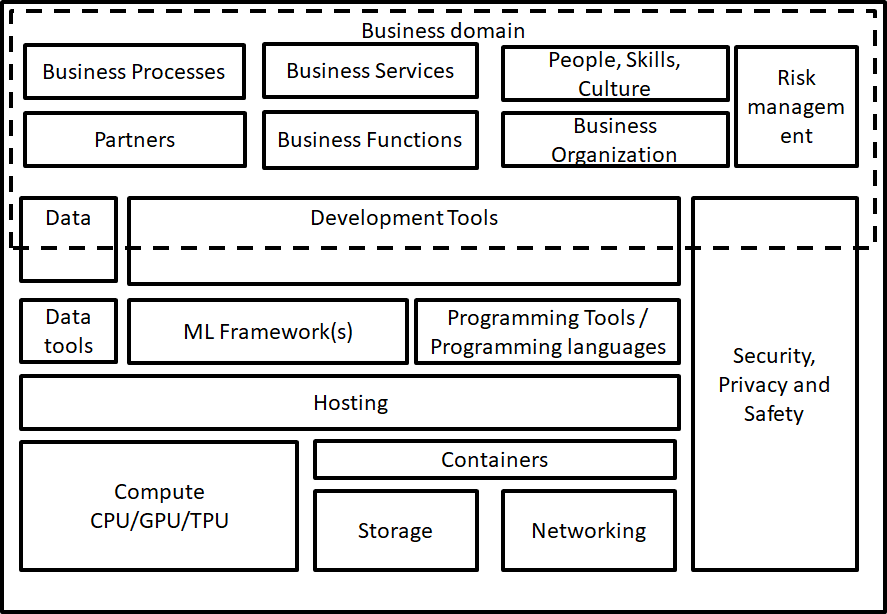 Business domain
Business Processes
Business Services
People, Skills,
Culture
Risk
managem
ent
Partners
Business Functions
Business
Organization
Data
Development Tools
Data
tools
ML Framework(s)
Programming Tools /
Programming languages
Security,
Privacy and
Safety
Hosting
Compute
CPU/GPU/TPU
Containers
Storage
Networking